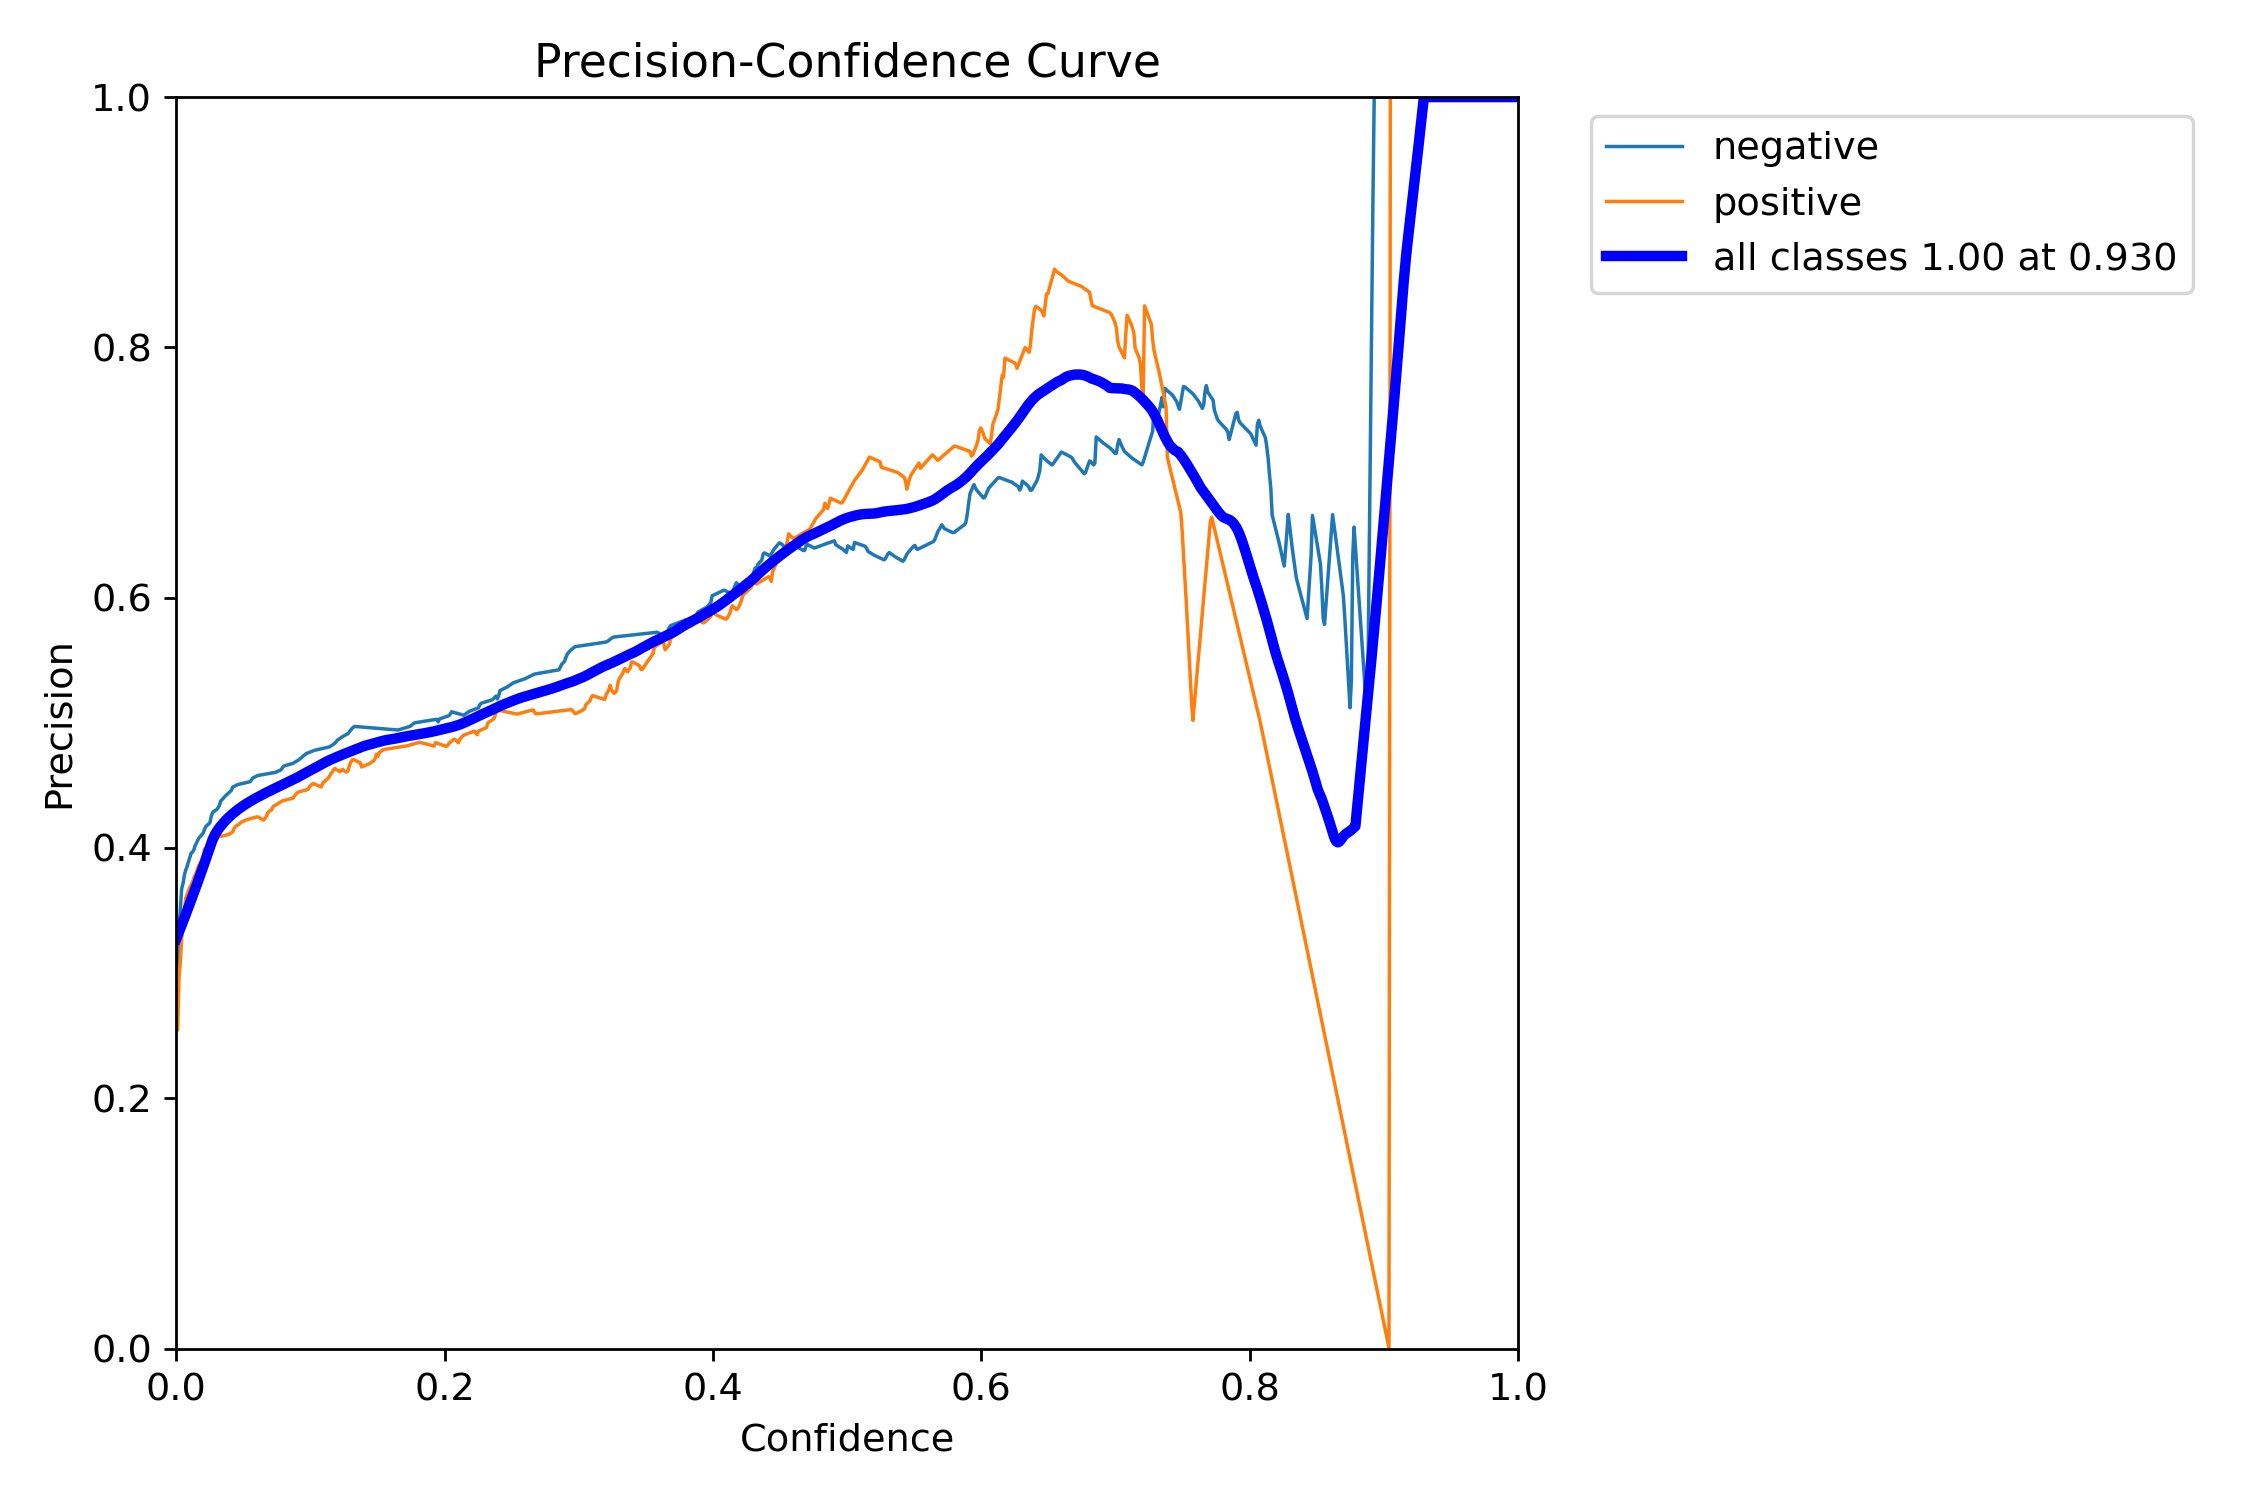 Precision-Confidence Curve
1.0
0.8
0.6
0.4
0.2
0.0
Precision
0.0 0.2 0.4 0.6 0.8 1.0
Confidence
negative
positive
all classes 1.00 at 0.930